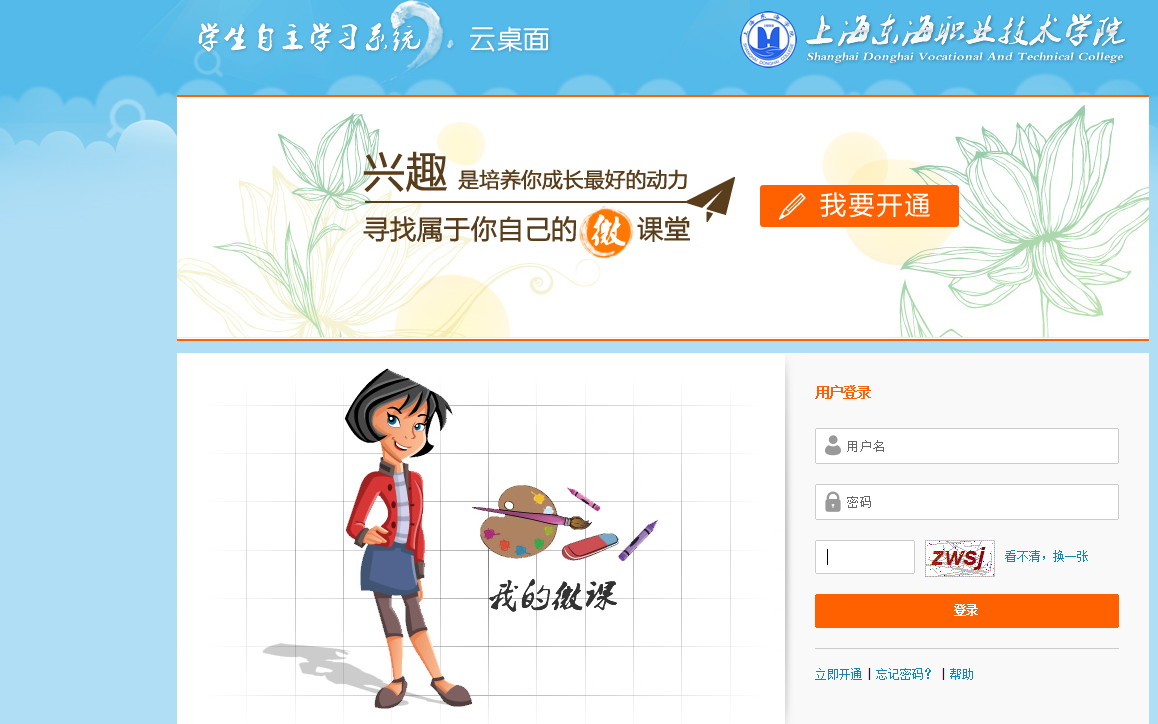 学生自主学习系统 云桌面
上海东海职业技术学院
Shanghai Donghai Vocational And Technical College
兴趣 是培养你成长最好的动力
寻找属于你自己的微课堂
我要开通
我的微课
用户登录
用户名
密码
zwsj 看不清，换一张
登录
立即开通 | 忘记密码? | 帮助